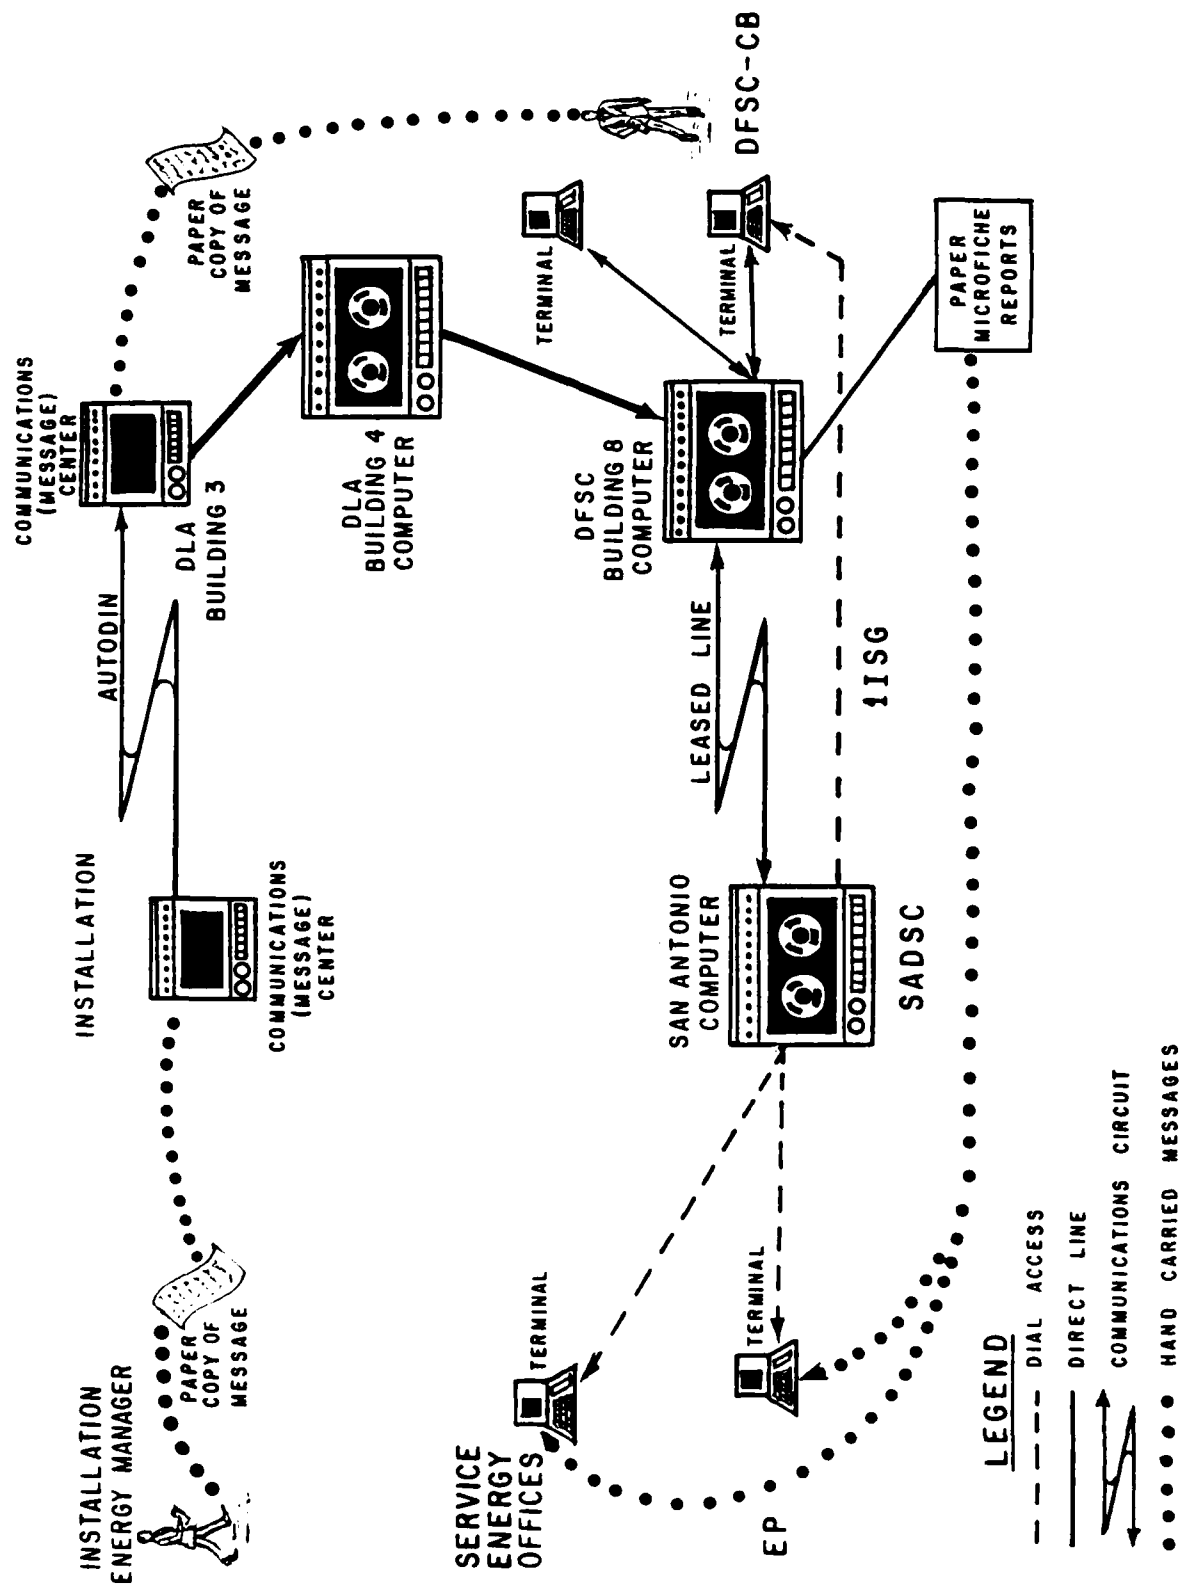 INSTALLATION
ENERGY MANAGER
PAPER
COPY OF
MESSAGE
INSTALLATION
COMMUNICATIONS
(MESSAGE)
CENTER
AUTODIN
COMMUNICATIONS
(MESSAGE)
CENTER
DLA
BUILDING 3
PAPER
COPY OF
MESSAGE
DLA
BUILDING 4
COMPUTER
SERVICE
ENERGY
OFFICES
TERMINAL
EP
TERMINAL
SAN ANTONIO
COMPUTER
SADSC
LEASED LINE
1ISG
DFSC
BUILDING 8
COMPUTER
TERMINAL
TERMINAL
DFSC-CB
PAPER
MICROFICHE
REPORTS
LEGEND
DIAL ACCESS
DIRECT LINE
COMMUNICATIONS CIRCUIT
HAND CARRIED MESSAGES